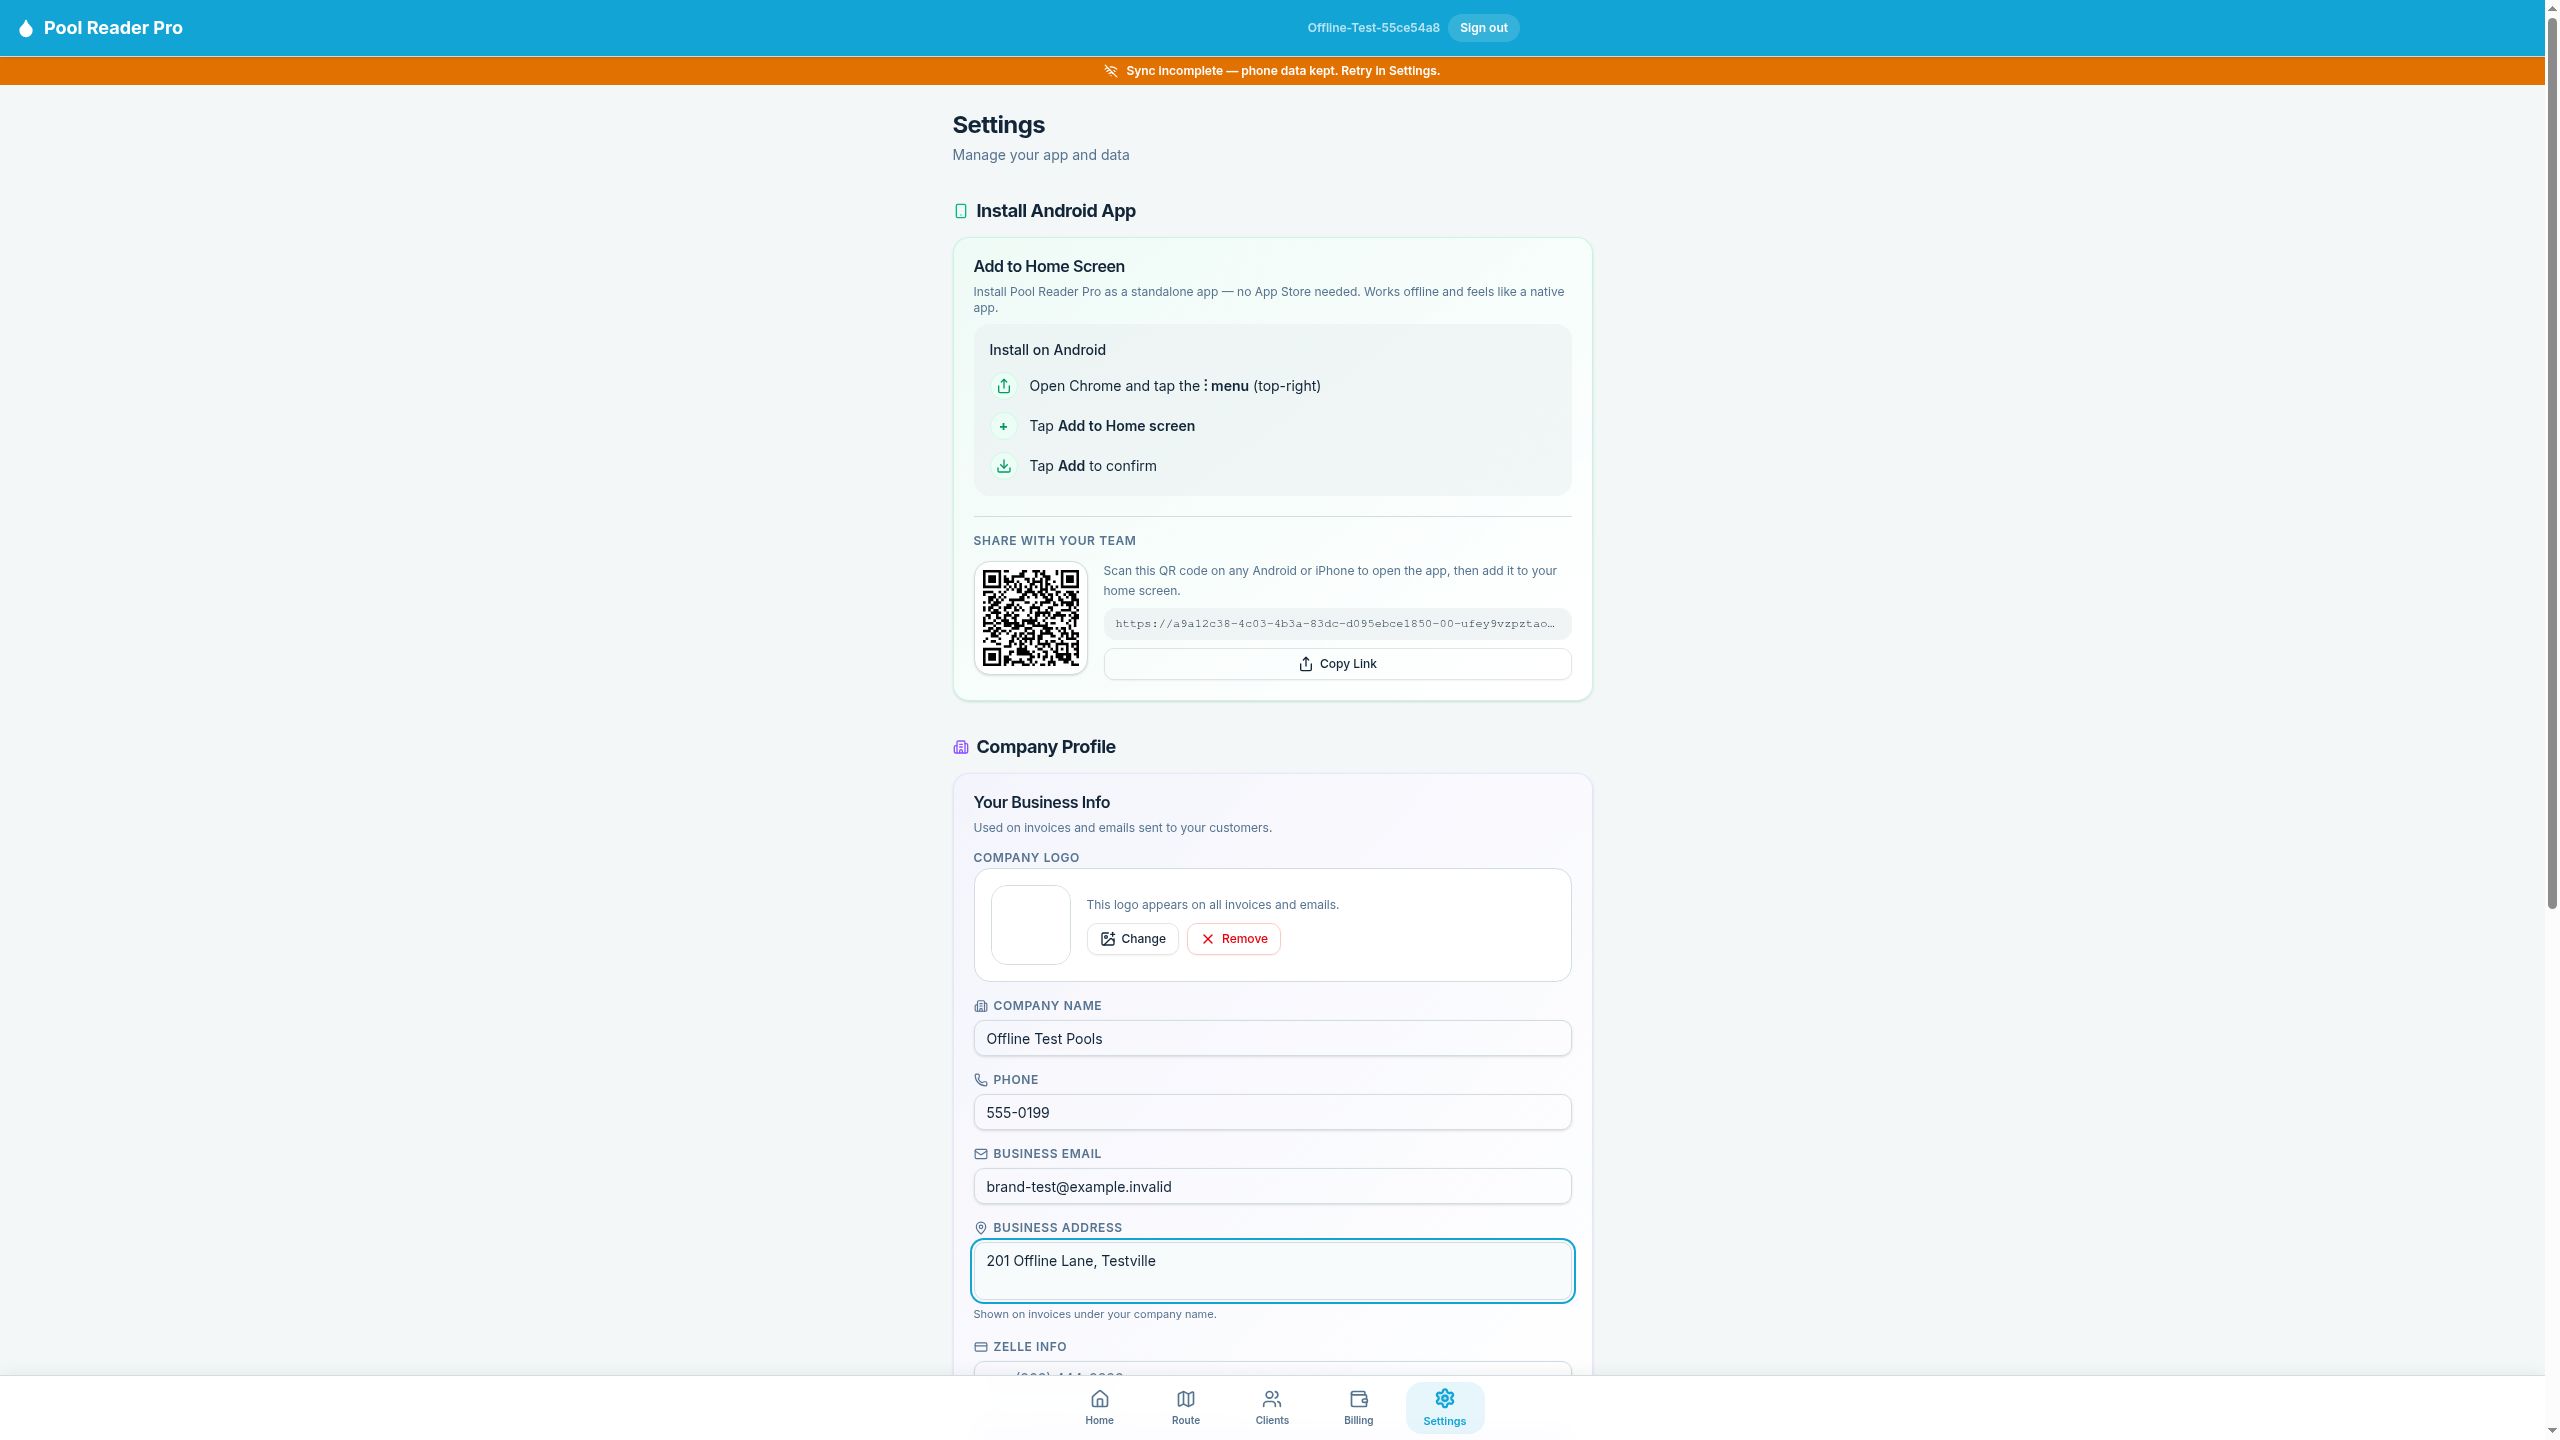 Pool Reader Pro
Offline-Test-55ce54a8
Sign out
Sync incomplete — phone data kept. Retry in Settings.
Settings
Manage your app and data
Install Android App
Add to Home Screen
Install Pool Reader Pro as a standalone app — no App Store needed. Works offline and feels like a native
app.
Install on Android
Open Chrome and tap the ⋮ menu (top-right)
+
Tap Add to Home screen
Tap Add to confirm
SHARE WITH YOUR TEAM
Scan this QR code on any Android or iPhone to open the app, then add it to your
home screen.
https://a9a12c38-4c03-4b3a-83dc-d095ebce1850-00-ufey9vzpztao…
Copy Link
Company Profile
Your Business Info
Used on invoices and emails sent to your customers.
COMPANY LOGO
This logo appears on all invoices and emails.
Change
Remove
COMPANY NAME
Offline Test Pools
PHONE
555-0199
BUSINESS EMAIL
brand-test@example.invalid
BUSINESS ADDRESS
201 Offline Lane, Testville
Shown on invoices under your company name.
ZELLE INFO
Home
Route
Clients
Billing
Settings